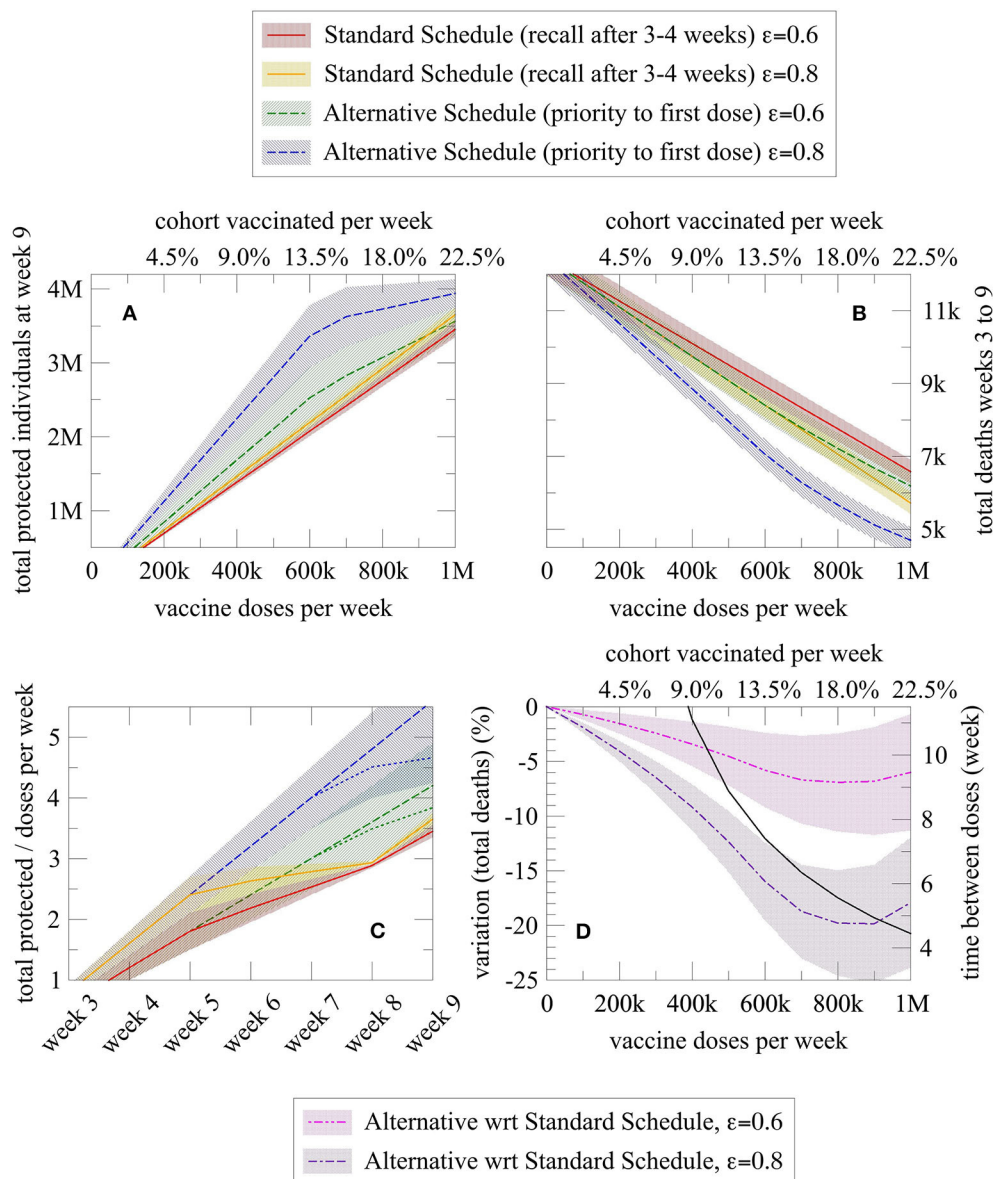 Standard Schedule (recall after 3-4 weeks) ε=0.6
Standard Schedule (recall after 3-4 weeks) ε=0.8
Alternative Schedule (priority to first dose) ε=0.6
Alternative Schedule (priority to first dose) ε=0.8
cohort vaccinated per week
4.5% 9.0% 13.5% 18.0% 22.5%
total protected individuals at week 9
4M
3M
2M
1M
A
0 200k 400k 600k 800k 1M
vaccine doses per week
cohort vaccinated per week
4.5% 9.0% 13.5% 18.0% 22.5%
B
11k
9k
7k
5k
total deaths weeks 3 to 9
0 200k 400k 600k 800k 1M
vaccine doses per week
total protected / doses per week
5
4
3
2
1
C
week 3
week 4
week 5
week 6
week 7
week 8
week 9
cohort vaccinated per week
4.5% 9.0% 13.5% 18.0% 22.5%
variation (total deaths) (%)
0
-5
-10
-15
-20
-25
D
10
8
6
4
time between doses (week)
0 200k 400k 600k 800k 1M
vaccine doses per week
Alternative wrt Standard Schedule, ε=0.6
Alternative wrt Standard Schedule, ε=0.8